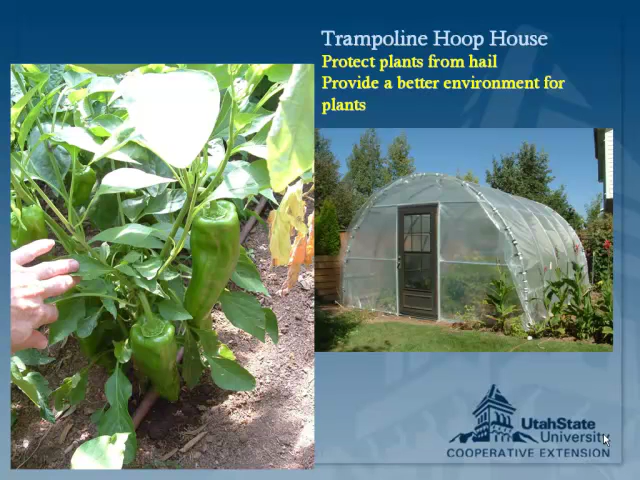 Trampoline Hoop House
Protect plants from hail
Provide a better environment for
plants
UtahState
University
COOPERATIVE EXTENSION